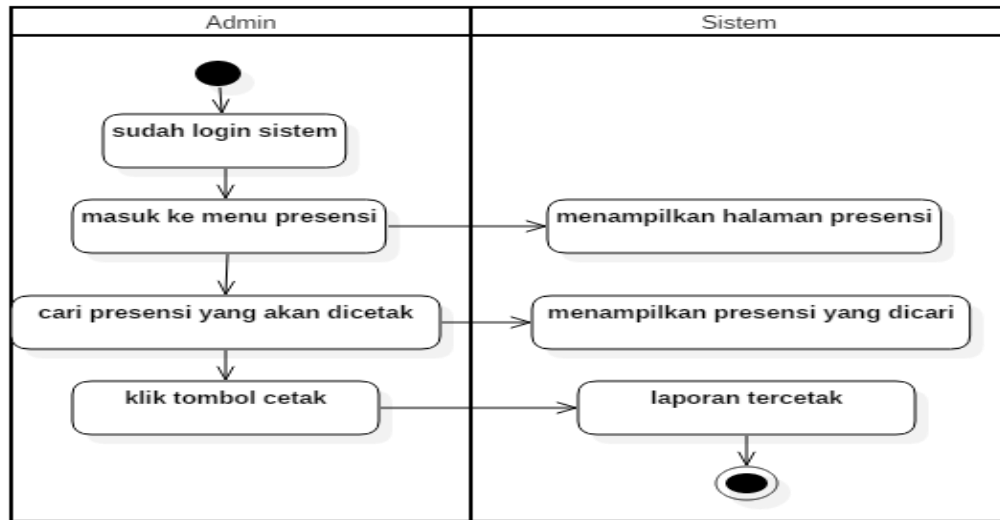 Admin
Sistem
sudah login sistem
masuk ke menu presensi
menampilkan halaman presensi
cari presensi yang akan dicetak
menampilkan presensi yang dicari
klik tombol cetak
laporan tercetak